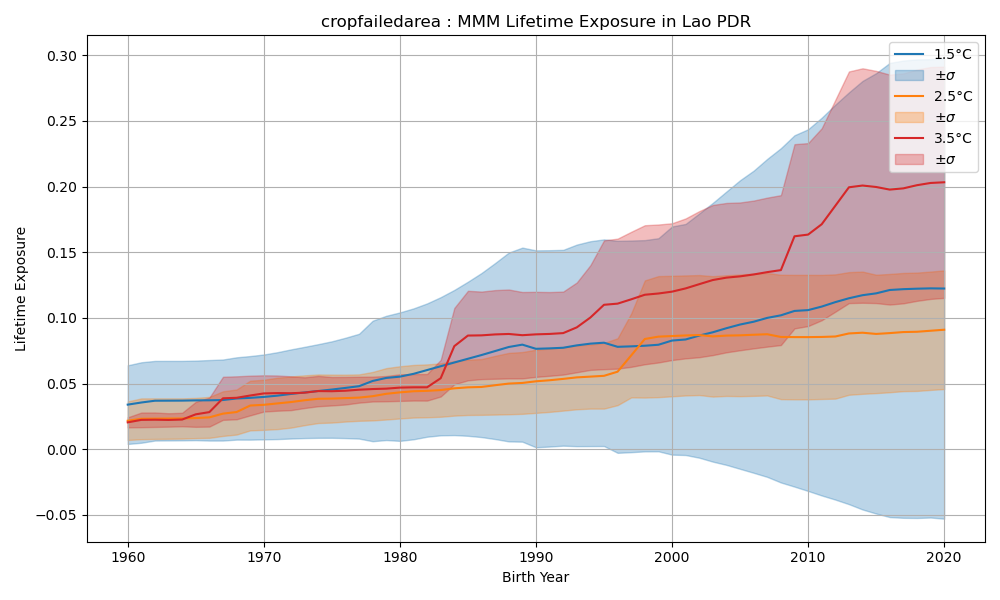 cropfailedarea : MMM Lifetime Exposure in Lao PDR
Lifetime Exposure
0.30
0.25
0.20
0.15
0.10
0.05
0.00
−0.05
1.5°C
±σ
2.5°C
±σ
3.5°C
±σ
1960 1970 1980 1990 2000 2010 2020
Birth Year